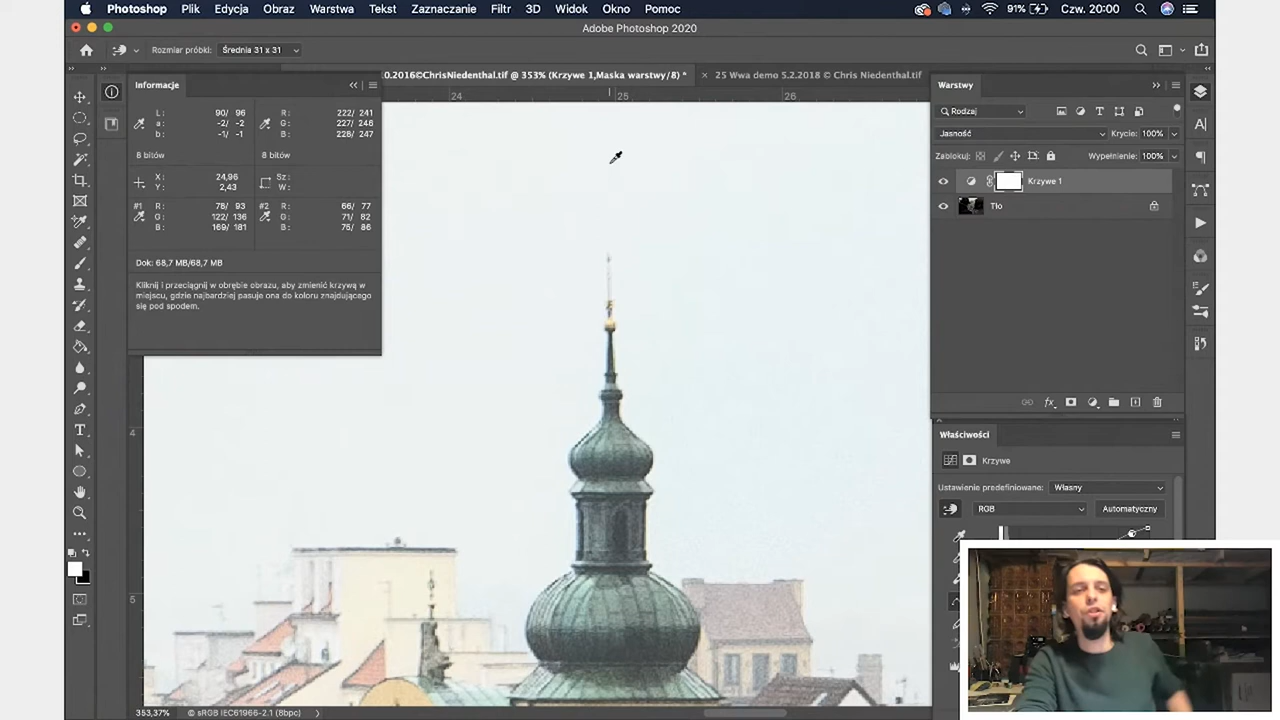 Photoshop Plik Edycja Obraz Warstwa Tekst Zaznaczanie Filtr 3D Widok Okno Pomoc 91% Czw. 20:00
Adobe Photoshop 2020
Rozmiar próbki: Średnia 31 x 31
.0.2016©ChrisNiedenthal.tif @ 353% (Krzywe 1,Maska warstwy/8) * × 25 Wwa demo 5.2.2018 © Chris Niedenthal.tif
24 25 26
4
5
Informacje
L: 90/ 96 R: 222/ 241
a: -2/ -2 G: 227/ 246
b: -1/ -1 B: 228/ 247
8 bitów 8 bitów
X: 24,96 Sz:
Y: 2,43 W:
#1 R: 78/ 93 #2 R: 66/ 77
G: 122/ 136 G: 71/ 82
B: 169/ 181 B: 75/ 86
Dok: 68,7 MB/68,7 MB
Kliknij i przeciągnij w obrębie obrazu, aby zmienić krzywą w
miejscu, gdzie najbardziej pasuje ona do koloru znajdującego
się pod spodem.
Warstwy
Rodzaj
Jasność Krycie: 100%
Zablokuj: Wypełnienie: 100%
Krzywe 1
Tło
fx
Właściwości
Krzywe
Ustawienie predefiniowane: Własny
RGB Automatyczny
353,37% sRGB IEC61966-2.1 (8bpc)